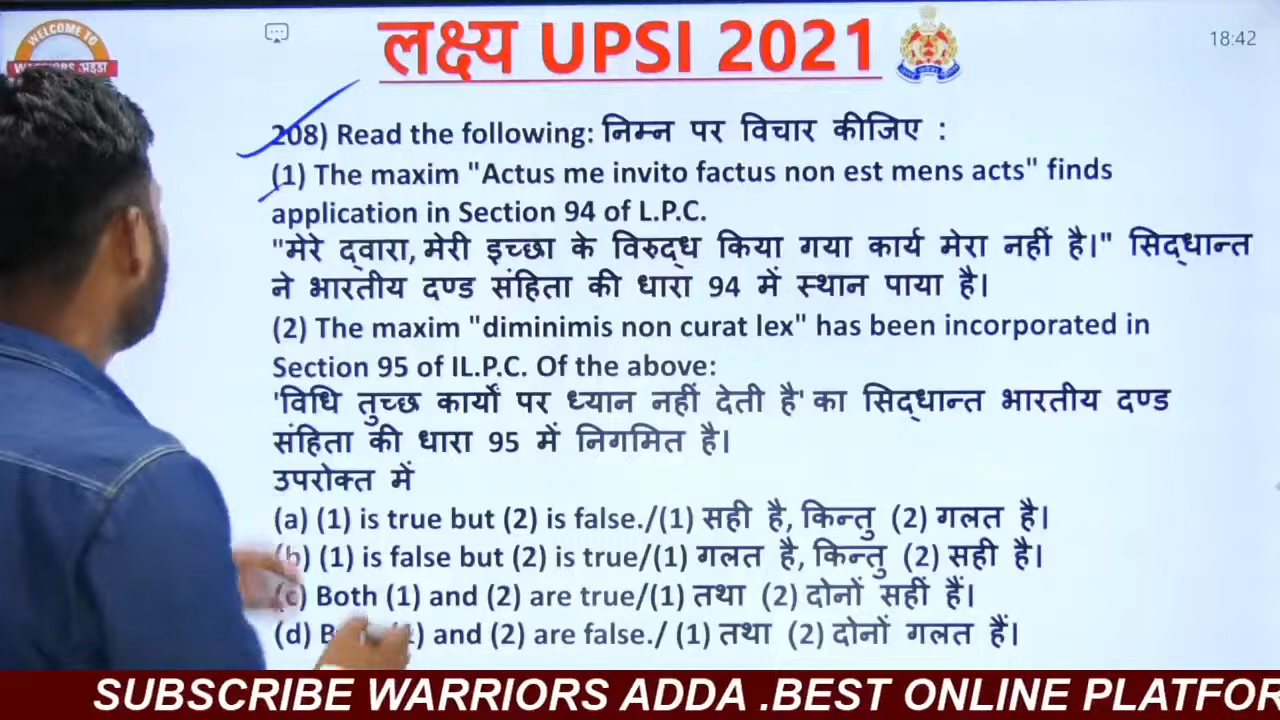 WELCOME TO
WARRIORS अड्डा
लक्ष्य UPSI 2021
18:42
208) Read the following: निम्न पर विचार कीजिए :
(1) The maxim "Actus me invito factus non est mens acts" finds
application in Section 94 of L.P.C.
"मेरे द्वारा, मेरी इच्छा के विरुद्ध किया गया कार्य मेरा नहीं है।" सिद्धान्त
ने भारतीय दण्ड संहिता की धारा 94 में स्थान पाया है।
(2) The maxim "diminimis non curat lex" has been incorporated in
Section 95 of IL.P.C. Of the above:
'विधि तुच्छ कार्यों पर ध्यान नहीं देती है' का सिद्धान्त भारतीय दण्ड
संहिता की धारा 95 में निगमित है।
उपरोक्त में
(a) (1) is true but (2) is false./(1) सही है, किन्तु (2) गलत है।
(b) (1) is false but (2) is true/(1) गलत है, किन्तु (2) सही है।
(c) Both (1) and (2) are true/(1) तथा (2) दोनों सहीं हैं।
(d) and (2) are false./ (1) तथा (2) दोनों गलत हैं।
SUBSCRIBE WARRIORS ADDA .BEST ONLINE PLATFOR